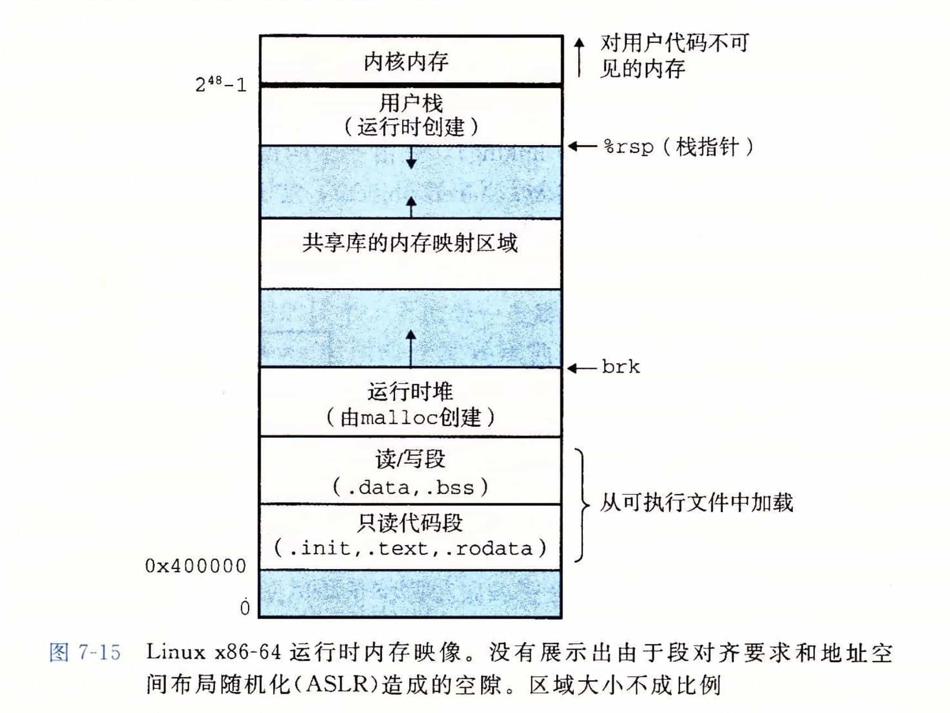 内核内存
对用户代码不可
见的内存
2⁴⁸-1
用户栈
(运行时创建)
%rsp(栈指针)
共享库的内存映射区域
brk
运行时堆
(由malloc创建)
读/写段
(.data,.bss)
从可执行文件中加载
只读代码段
(.init,.text,.rodata)
0x400000
0
图 7-15 Linux x86-64 运行时内存映像。没有展示出由于段对齐要求和地址空
间布局随机化(ASLR)造成的空隙。区域大小不成比例